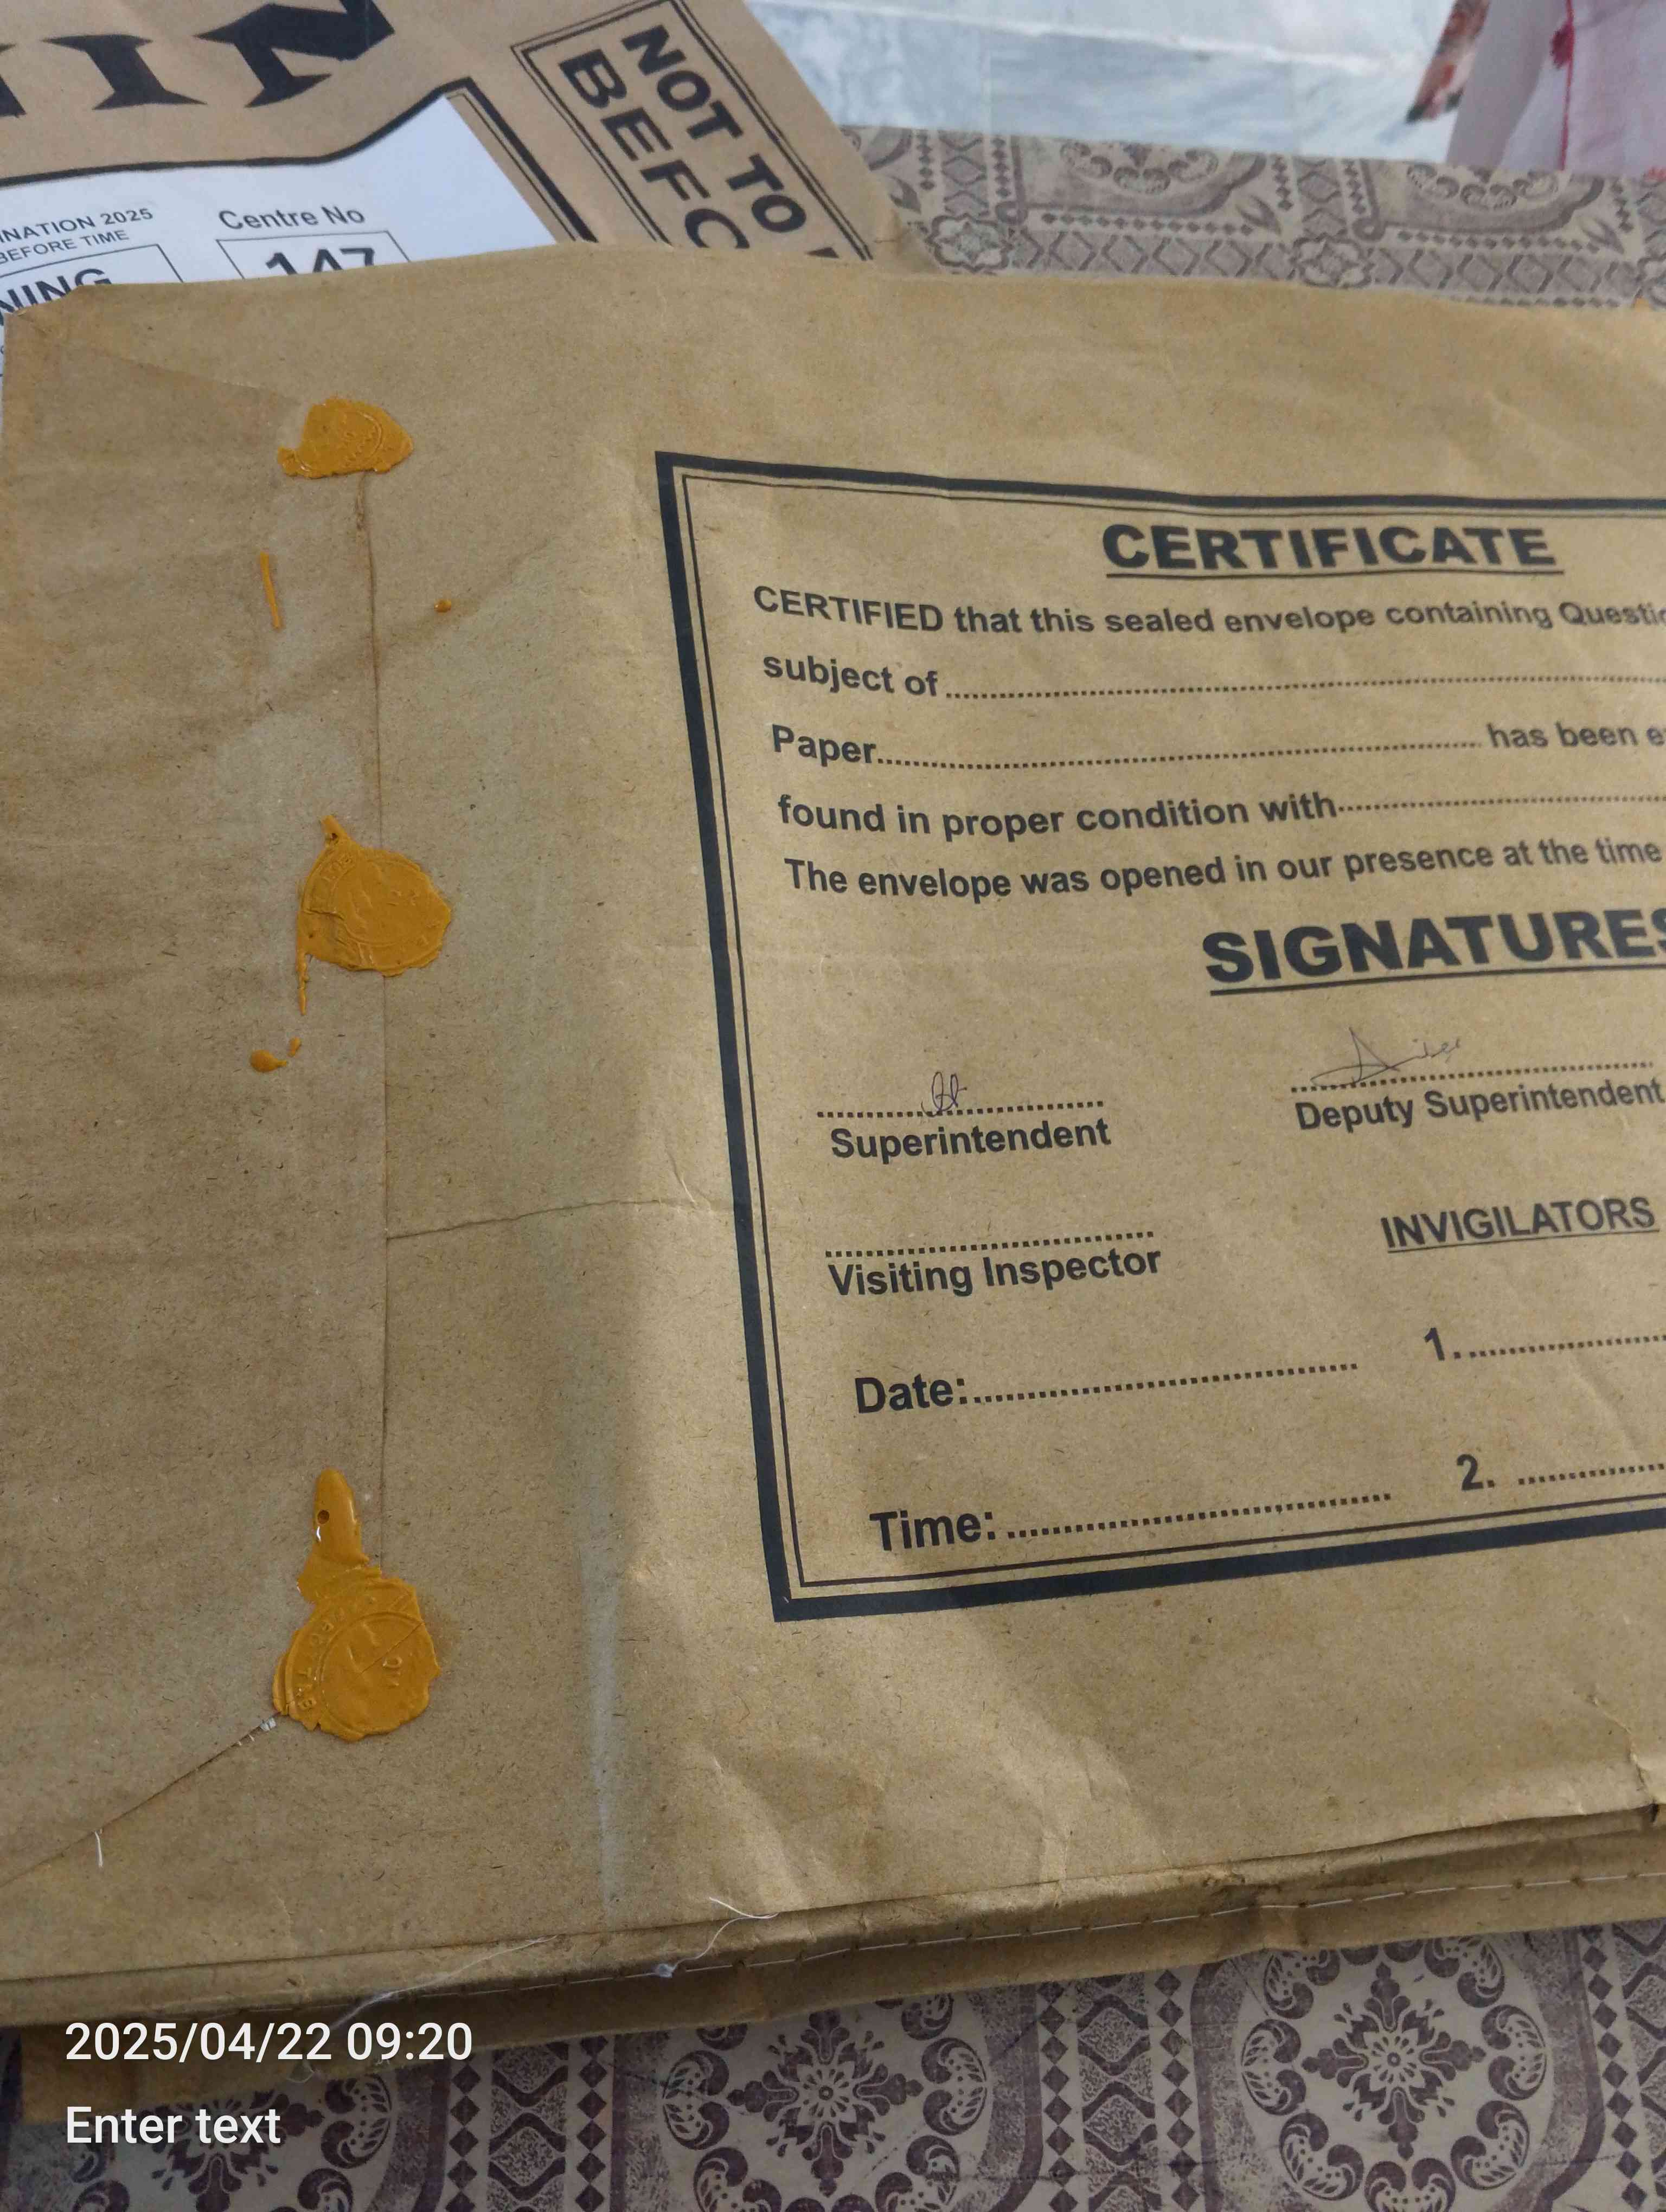 NOT TO
INATION 2025
BEFORE TIME
Centre No
147
CERTIFICATE
CERTIFIED that this sealed envelope containing
subject of
Paper has been
found in proper condition with
The envelope was opened in our presence at the time
SIGNATURES
Superintendent
Deputy Superintendent
Visiting Inspector
INVIGILATORS
Date:
1.
Time:
2.
2025/04/22 09:20
Enter text